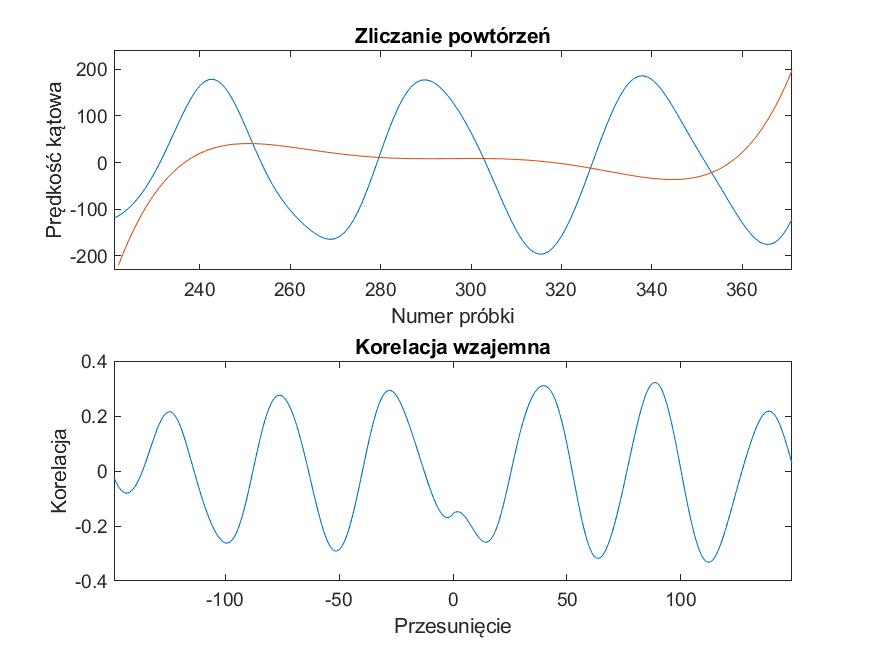 Zliczanie powtórzeń
200
100
0
-100
-200
Prędkość kątowa
240 260 280 300 320 340 360
Numer próbki
Korelacja wzajemna
0.4
0.2
0
-0.2
-0.4
Korelacja
-100 -50 0 50 100
Przesunięcie